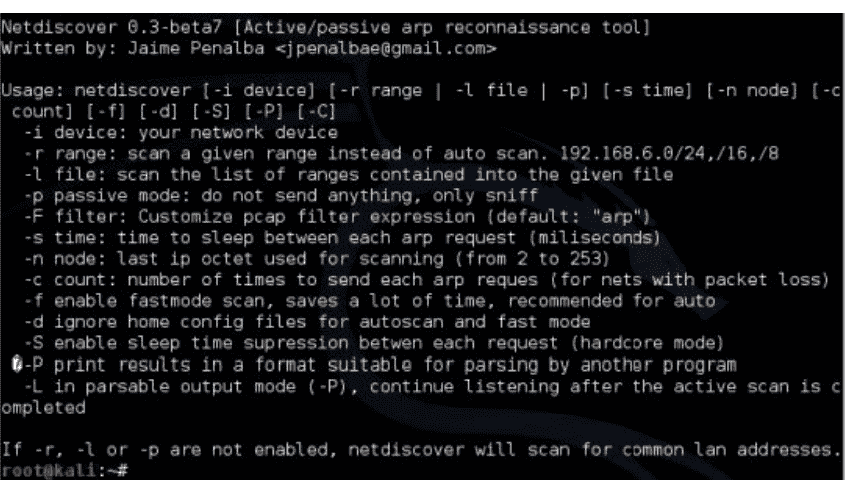 Netdiscover 0.3-beta7 [Active/passive arp reconnaissance tool]
Written by: Jaime Penalba <jpenalbae@gmail.com>
Usage: netdiscover [-i device] [-r range | -l file | -p] [-s time] [-n node] [-c
count] [-f] [-d] [-S] [-P] [-C]
-i device: your network device
-r range: scan a given range instead of auto scan. 192.168.6.0/24,/16,/8
-l file: scan the list of ranges contained into the given file
-p passive mode: do not send anything, only sniff
-F filter: Customize pcap filter expression (default: "arp")
-s time: time to sleep between each arp request (miliseconds)
-n node: last ip octet used for scanning (from 2 to 253)
-c count: number of times to send each arp reques (for nets with packet loss)
-f enable fastmode scan, saves a lot of time, recommended for auto
-d ignore home config files for autoscan and fast mode
-S enable sleep time supression betwen each request (hardcore mode)
-P print results in a format suitable for parsing by another program
-L in parsable output mode (-P), continue listening after the active scan is c
ompleted
If -r, -l or -p are not enabled, netdiscover will scan for common lan addresses.
root@kali:~#